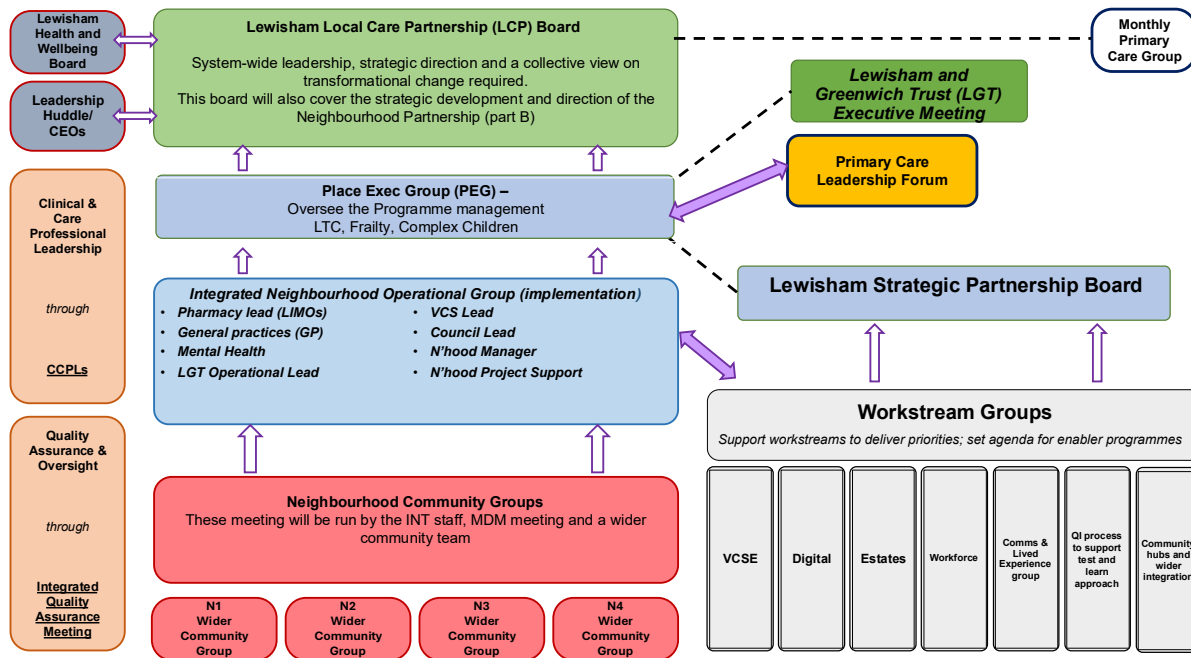 Lewisham
Health and
Wellbeing
Board
Leadership
Huddle/
CEOs
Lewisham Local Care Partnership (LCP) Board
System-wide leadership, strategic direction and a collective view on
transformational change required.
This board will also cover the strategic development and direction of the
Neighbourhood Partnership (part B)
Monthly
Primary
Care Group
Lewisham and
Greenwich Trust (LGT)
Executive Meeting
Primary Care
Leadership Forum
Clinical &
Care
Professional
Leadership
through
CCPLs
Place Exec Group (PEG) –
Oversee the Programme management
LTC, Frailty, Complex Children
Lewisham Strategic Partnership Board
Integrated Neighbourhood Operational Group (implementation)
• Pharmacy lead (LIMOs)
• General practices (GP)
• Mental Health
• LGT Operational Lead
• VCS Lead
• Council Lead
• N'hood Manager
• N'hood Project Support
Quality
Assurance &
Oversight
through
Integrated
Quality
Assurance
Meeting
Neighbourhood Community Groups
These meeting will be run by the INT staff, MDM meeting and a wider
community team
N1
Wider
Community
Group
N2
Wider
Community
Group
N3
Wider
Community
Group
N4
Wider
Community
Group
Workstream Groups
Support workstreams to deliver priorities; set agenda for enabler programmes
VCSE
Digital
Estates
Workforce
Comms &
Lived
Experience
group
QI process
to support
test and
learn
approach
Community
hubs and
wider
integration